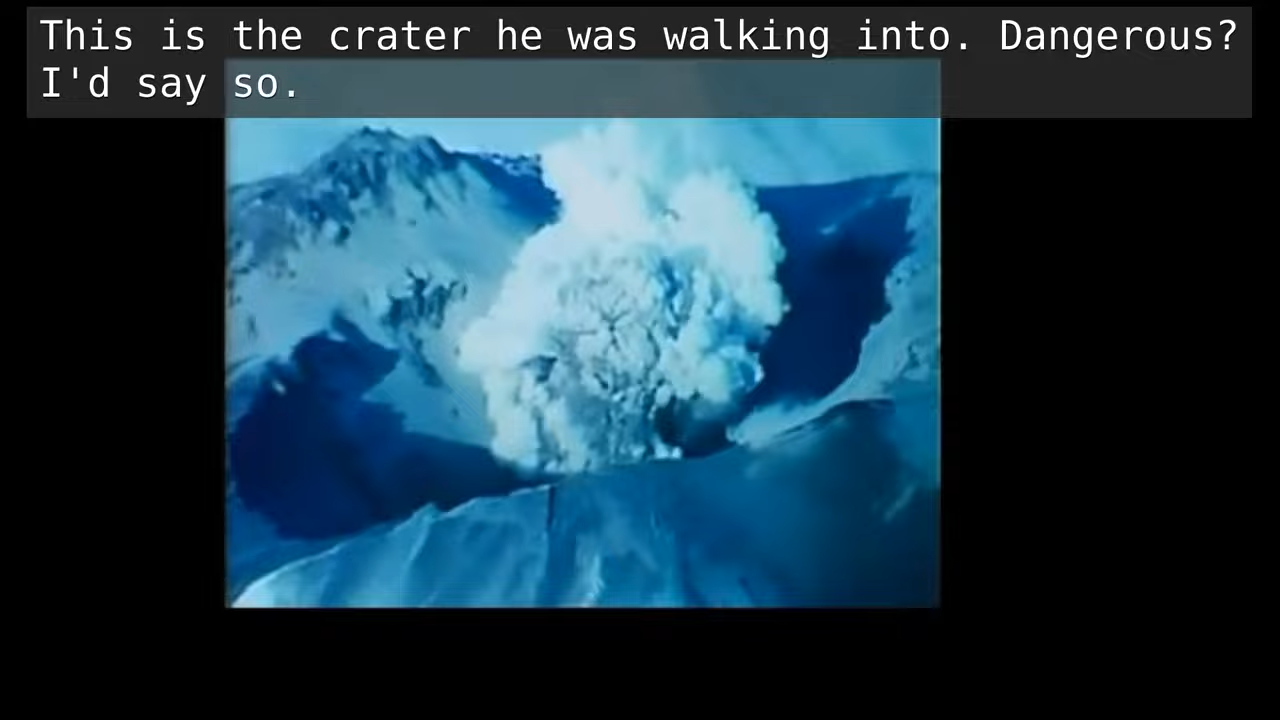 This is the crater he was walking into. Dangerous?
I'd say so.